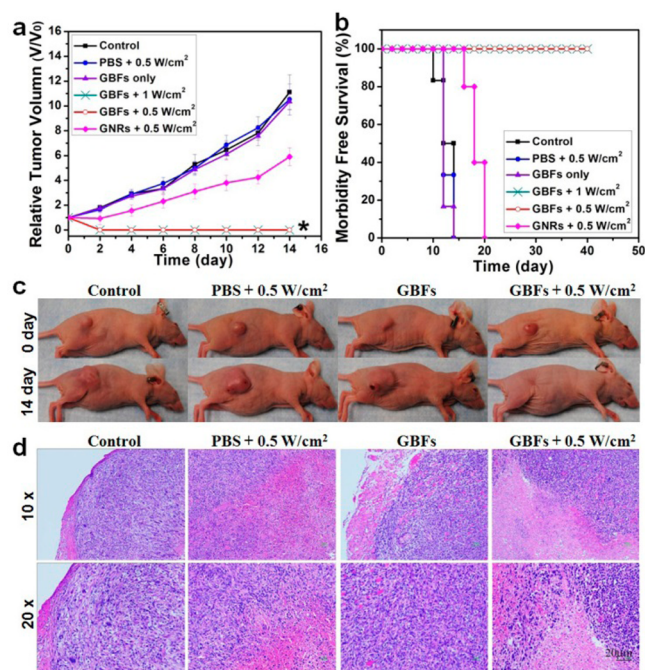 a
Relative Tumor Volumn (V/V₀)
16
14
12
10
8
6
4
2
0
Control
PBS + 0.5 W/cm²
GBFs only
GBFs + 1 W/cm²
GBFs + 0.5 W/cm²
GNRs + 0.5 W/cm²
*
0 2 4 6 8 10 12 14 16
Time (day)
b
Morbidity Free Survival (%)
100
80
60
40
20
0
Control
PBS + 0.5 W/cm²
GBFs only
GBFs + 1 W/cm²
GBFs + 0.5 W/cm²
GNRs + 0.5 W/cm²
0 10 20 30 40 50
Time (day)
c
Control PBS + 0.5 W/cm² GBFs GBFs + 0.5 W/cm²
0 day
14 day
d
Control PBS + 0.5 W/cm² GBFs GBFs + 0.5 W/cm²
10 x
20 x
20μm